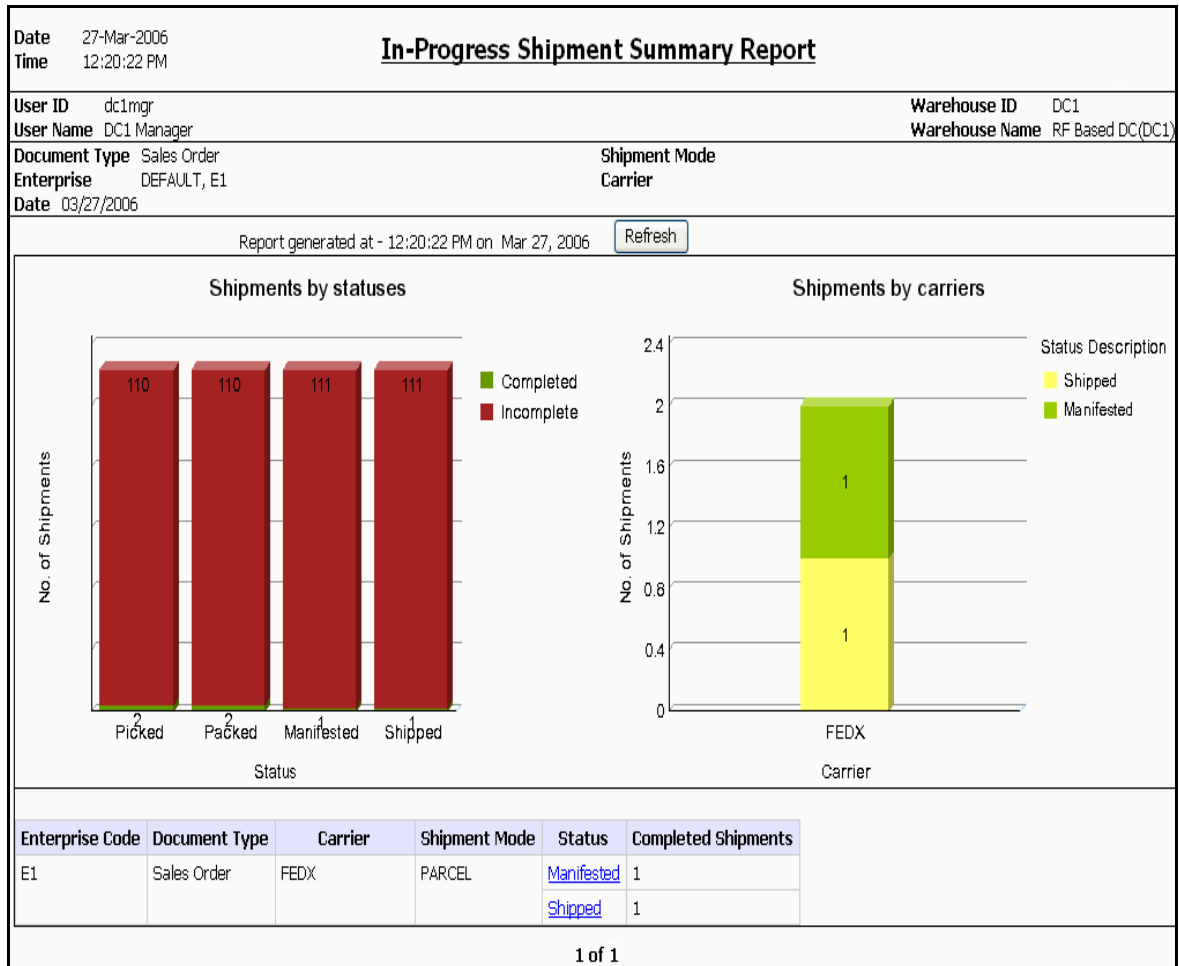 Date 27-Mar-2006
Time 12:20:22 PM
In-Progress Shipment Summary Report
User ID dc1mgr
User Name DC1 Manager
Warehouse ID DC1
Warehouse Name RF Based DC(DC1)
Document Type Sales Order
Enterprise DEFAULT, E1
Date 03/27/2006
Shipment Mode
Carrier
Report generated at - 12:20:22 PM on Mar 27, 2006 Refresh
Shipments by statuses
No. of Shipments
110 110 111 111
2 2 1 1
Picked Packed Manifested Shipped
Status
Completed
Incomplete
Shipments by carriers
No. of Shipments
2.4
2
1.6
1.2
0.8
0.4
0
1
1
FEDX
Carrier
Status Description
Shipped
Manifested
Enterprise Code Document Type Carrier Shipment Mode Status Completed Shipments
E1 Sales Order FEDX PARCEL Manifested 1
Shipped 1
1 of 1